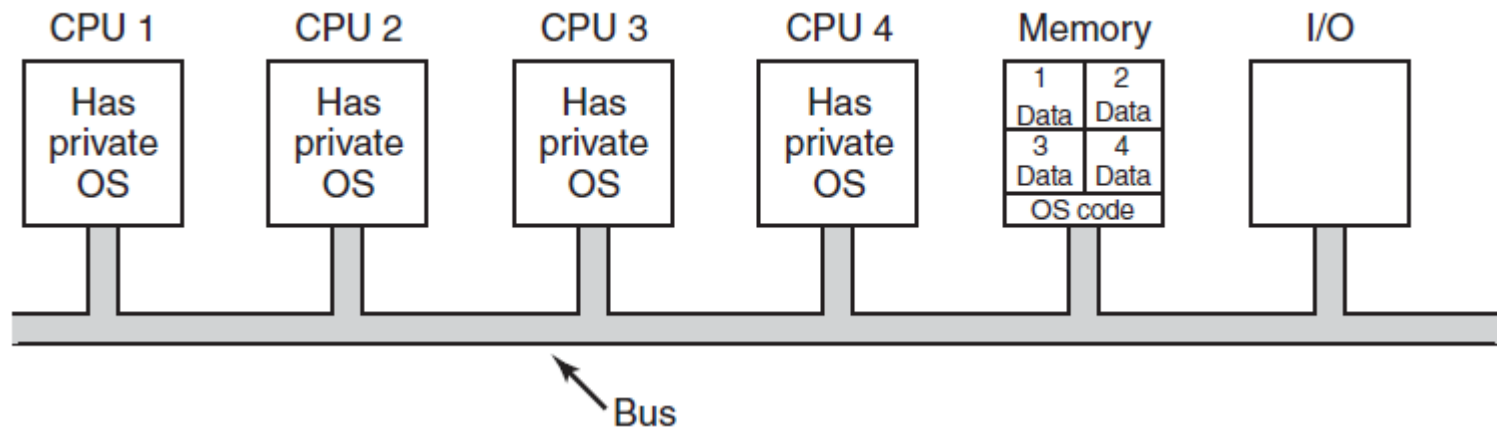 CPU 1
CPU 2
CPU 3
CPU 4
Memory
I/O
Has
private
OS
Has
private
OS
Has
private
OS
Has
private
OS
1
Data
2
Data
3
Data
4
Data
OS code
Bus